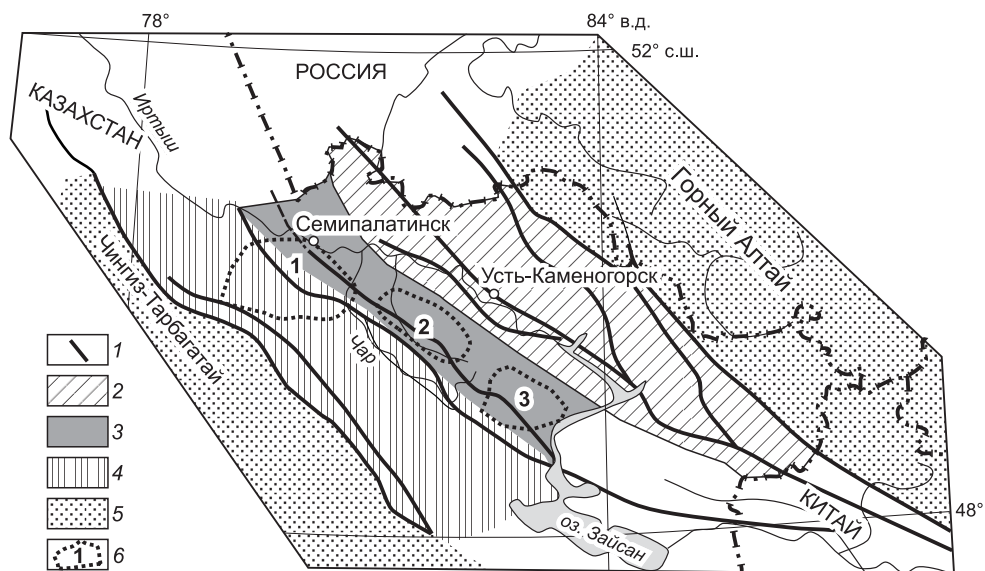 78°
84° в.д.
52° с.ш.
РОССИЯ
КАЗАХСТАН
Иртыш
Горный Алтай
Семипалатинск
Чингиз-Тарбагатай
1
Усть-Каменогорск
2
Чар
3
1
2
3
4
5
1 6
КИТАЙ
48°
оз. Зайсан